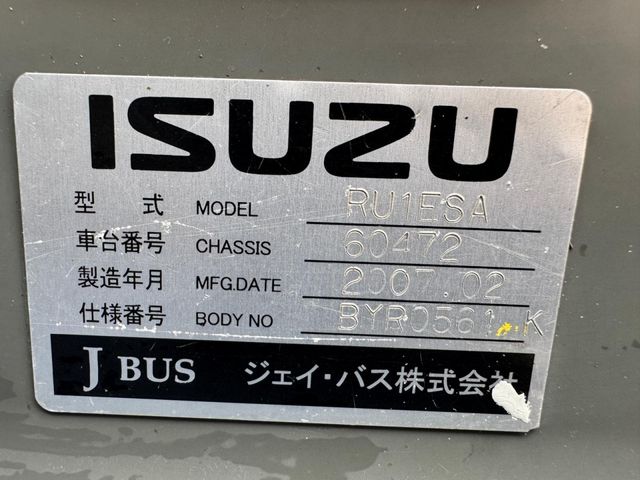 ISUZU
型 式 MODEL RU1ESA
車台番号 CHASSIS 60472
製造年月 MFG.DATE 2007.02
仕様番号 BODY NO BYR0561 K
J BUS ジェイ・バス株式会社